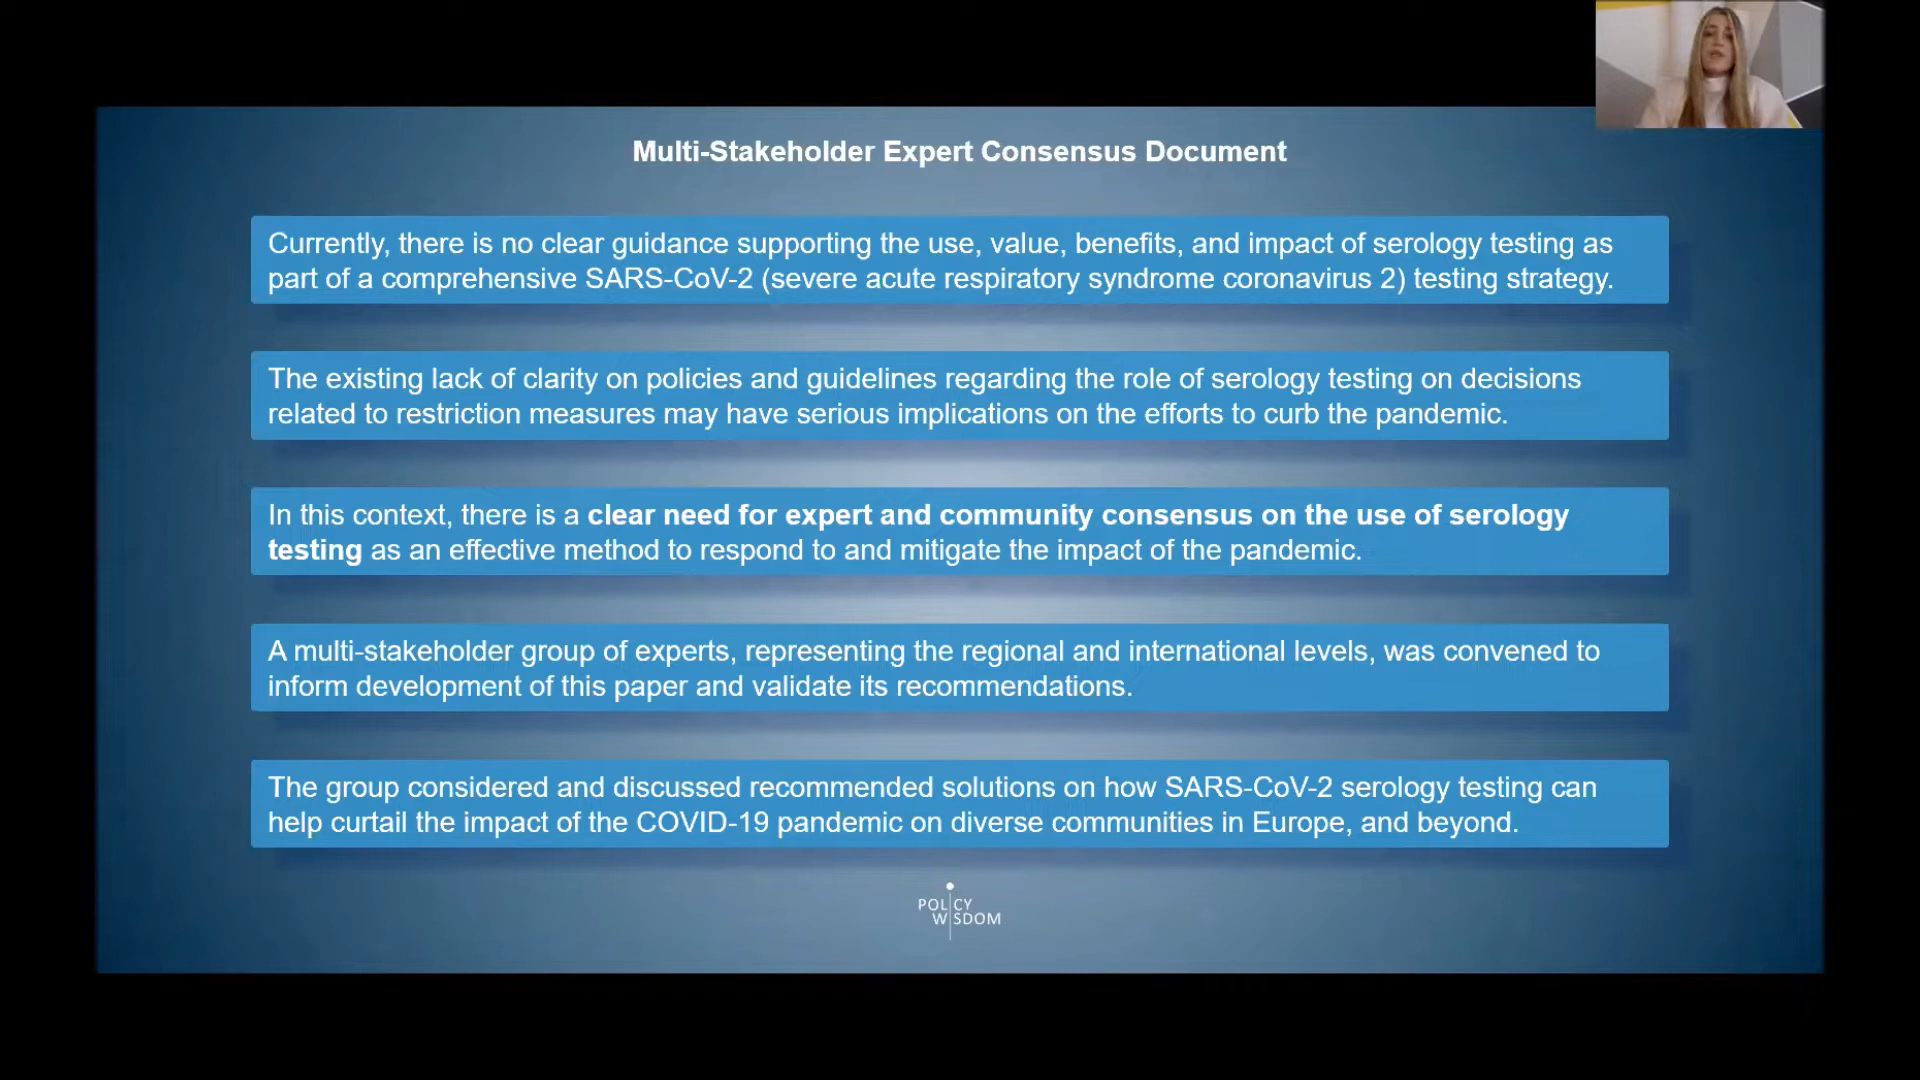 Multi-Stakeholder Expert Consensus Document
Currently, there is no clear guidance supporting the use, value, benefits, and impact of serology testing as
part of a comprehensive SARS-CoV-2 (severe acute respiratory syndrome coronavirus 2) testing strategy.
The existing lack of clarity on policies and guidelines regarding the role of serology testing on decisions
related to restriction measures may have serious implications on the efforts to curb the pandemic.
In this context, there is a clear need for expert and community consensus on the use of serology
testing as an effective method to respond to and mitigate the impact of the pandemic.
A multi-stakeholder group of experts, representing the regional and international levels, was convened to
inform development of this paper and validate its recommendations.
The group considered and discussed recommended solutions on how SARS-CoV-2 serology testing can
help curtail the impact of the COVID-19 pandemic on diverse communities in Europe, and beyond.
POLICY
WISDOM